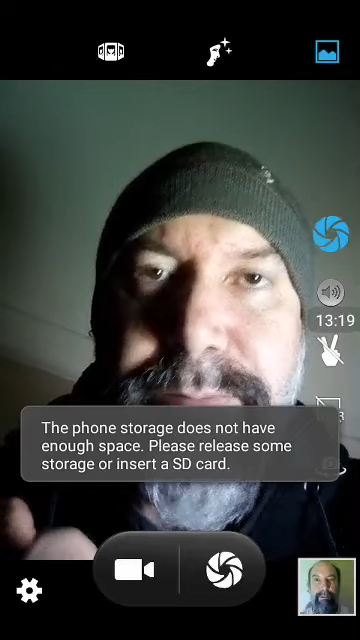 13:19
The phone storage does not have
enough space. Please release some
storage or insert a SD card.